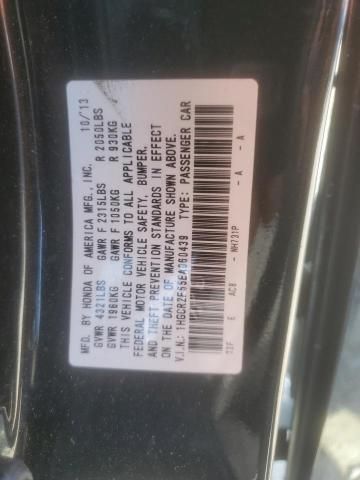 MFD. BY HONDA OF AMERICA MFG., INC. 10/13
GVWR 4321LBS GAWR F 2315LBS R 2050LBS
GVWR 1960KG GAWR F 1050KG R 930KG
THIS VEHICLE CONFORMS TO ALL APPLICABLE
FEDERAL MOTOR VEHICLE SAFETY, BUMPER,
AND THEFT PREVENTION STANDARDS IN EFFECT
ON THE DATE OF MANUFACTURE SHOWN ABOVE.
V.I.N.: TYPE: PASSENGER CAR
E AC8 - NH731P - A - A